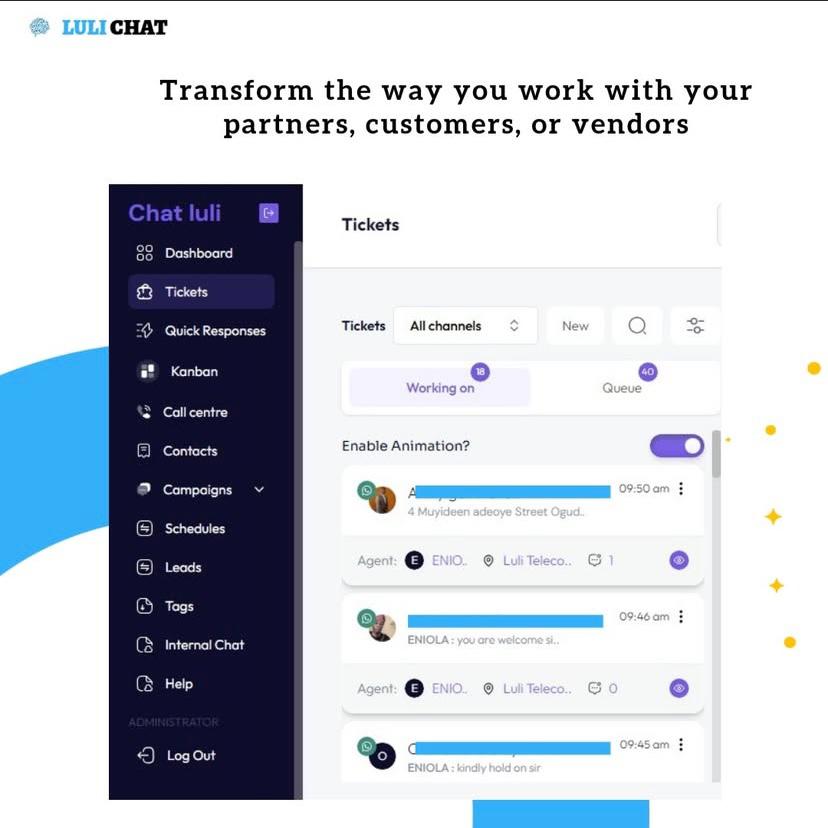 LULI CHAT
Transform the way you work with your
partners, customers, or vendors
Chat luli
Dashboard
Tickets
Quick Responses
Kanban
Call centre
Contacts
Campaigns
Schedules
Leads
Tags
Internal Chat
Help
ADMINISTRATOR
Log Out
Tickets
Tickets All channels New
18 40
Working on Queue
Enable Animation?
09:50 am
4 Muyideen adeoye Street Ogud..
Agent: E ENIO.. Luli Teleco.. 1
09:46 am
ENIOLA : you are welcome si..
Agent: E ENIO.. Luli Teleco.. 0
09:45 am
O
ENIOLA : kindly hold on sir